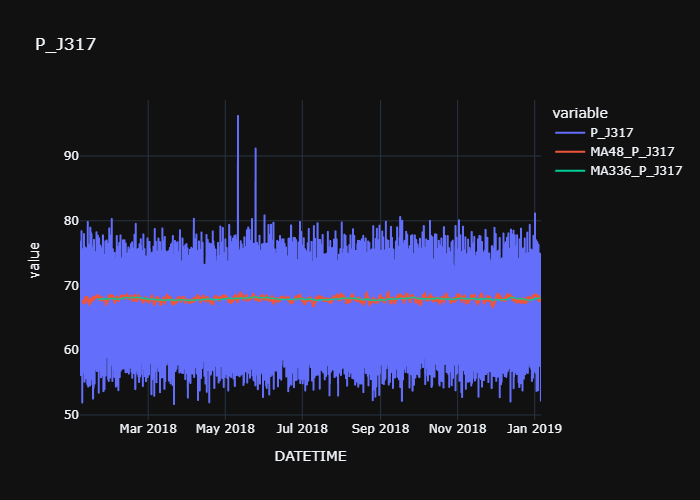 P_J317
variable
P_J317
MA48_P_J317
MA336_P_J317
value
90
80
70
60
50
Mar 2018
May 2018
Jul 2018
Sep 2018
Nov 2018
Jan 2019
DATETIME